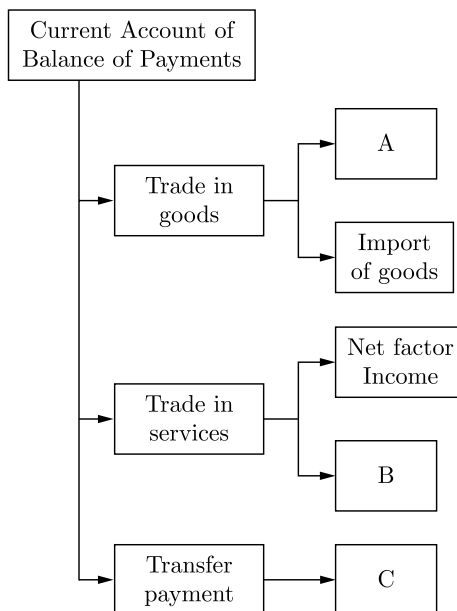 Current Account of
Balance of Payments
A
Trade in
goods
Import
of goods
Net factor
Income
Trade in
services
B
Transfer
payment
C